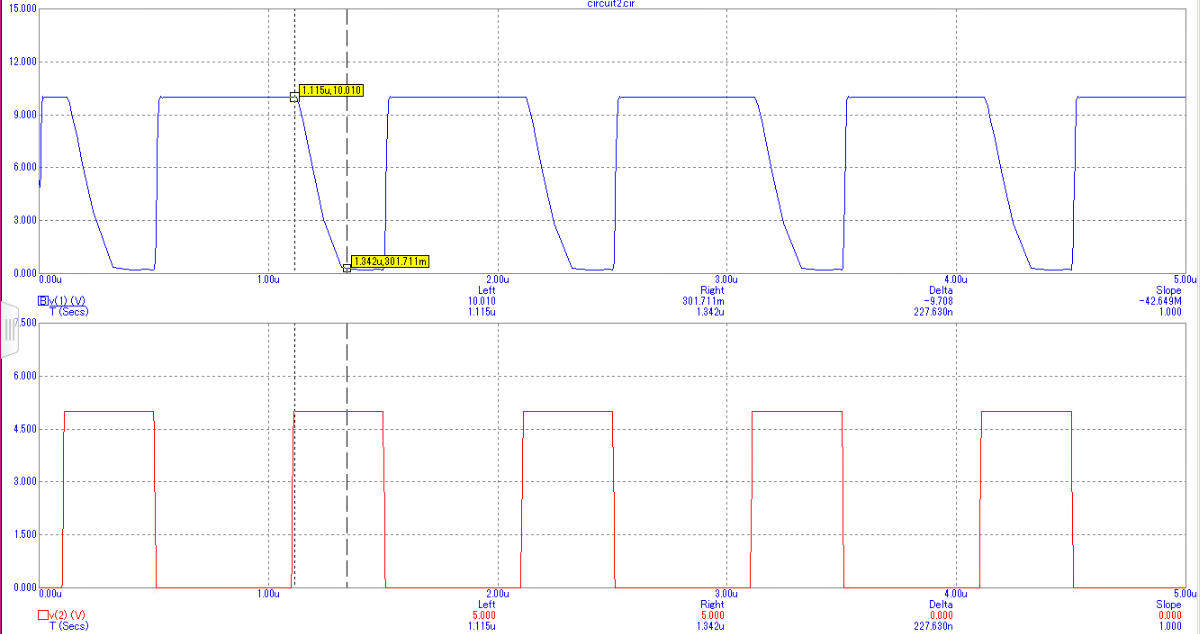 circuit2.cir
15.000
12.000
9.000
6.000
3.000
0.000
1.115u,10.010
1.342u,301.711m
0.00u 1.00u 2.00u 3.00u 4.00u 5.00u
Left Right Delta Slope
B v(1) (V) 10.010 301.711m -9.708 -42.649M
T (Secs) 1.115u 1.342u 227.630n 1.000
7.500
6.000
4.500
3.000
1.500
0.000
0.00u 1.00u 2.00u 3.00u 4.00u 5.00u
Left Right Delta Slope
v(2) (V) 5.000 5.000 0.000 0.000
T (Secs) 1.115u 1.342u 227.630n 1.000